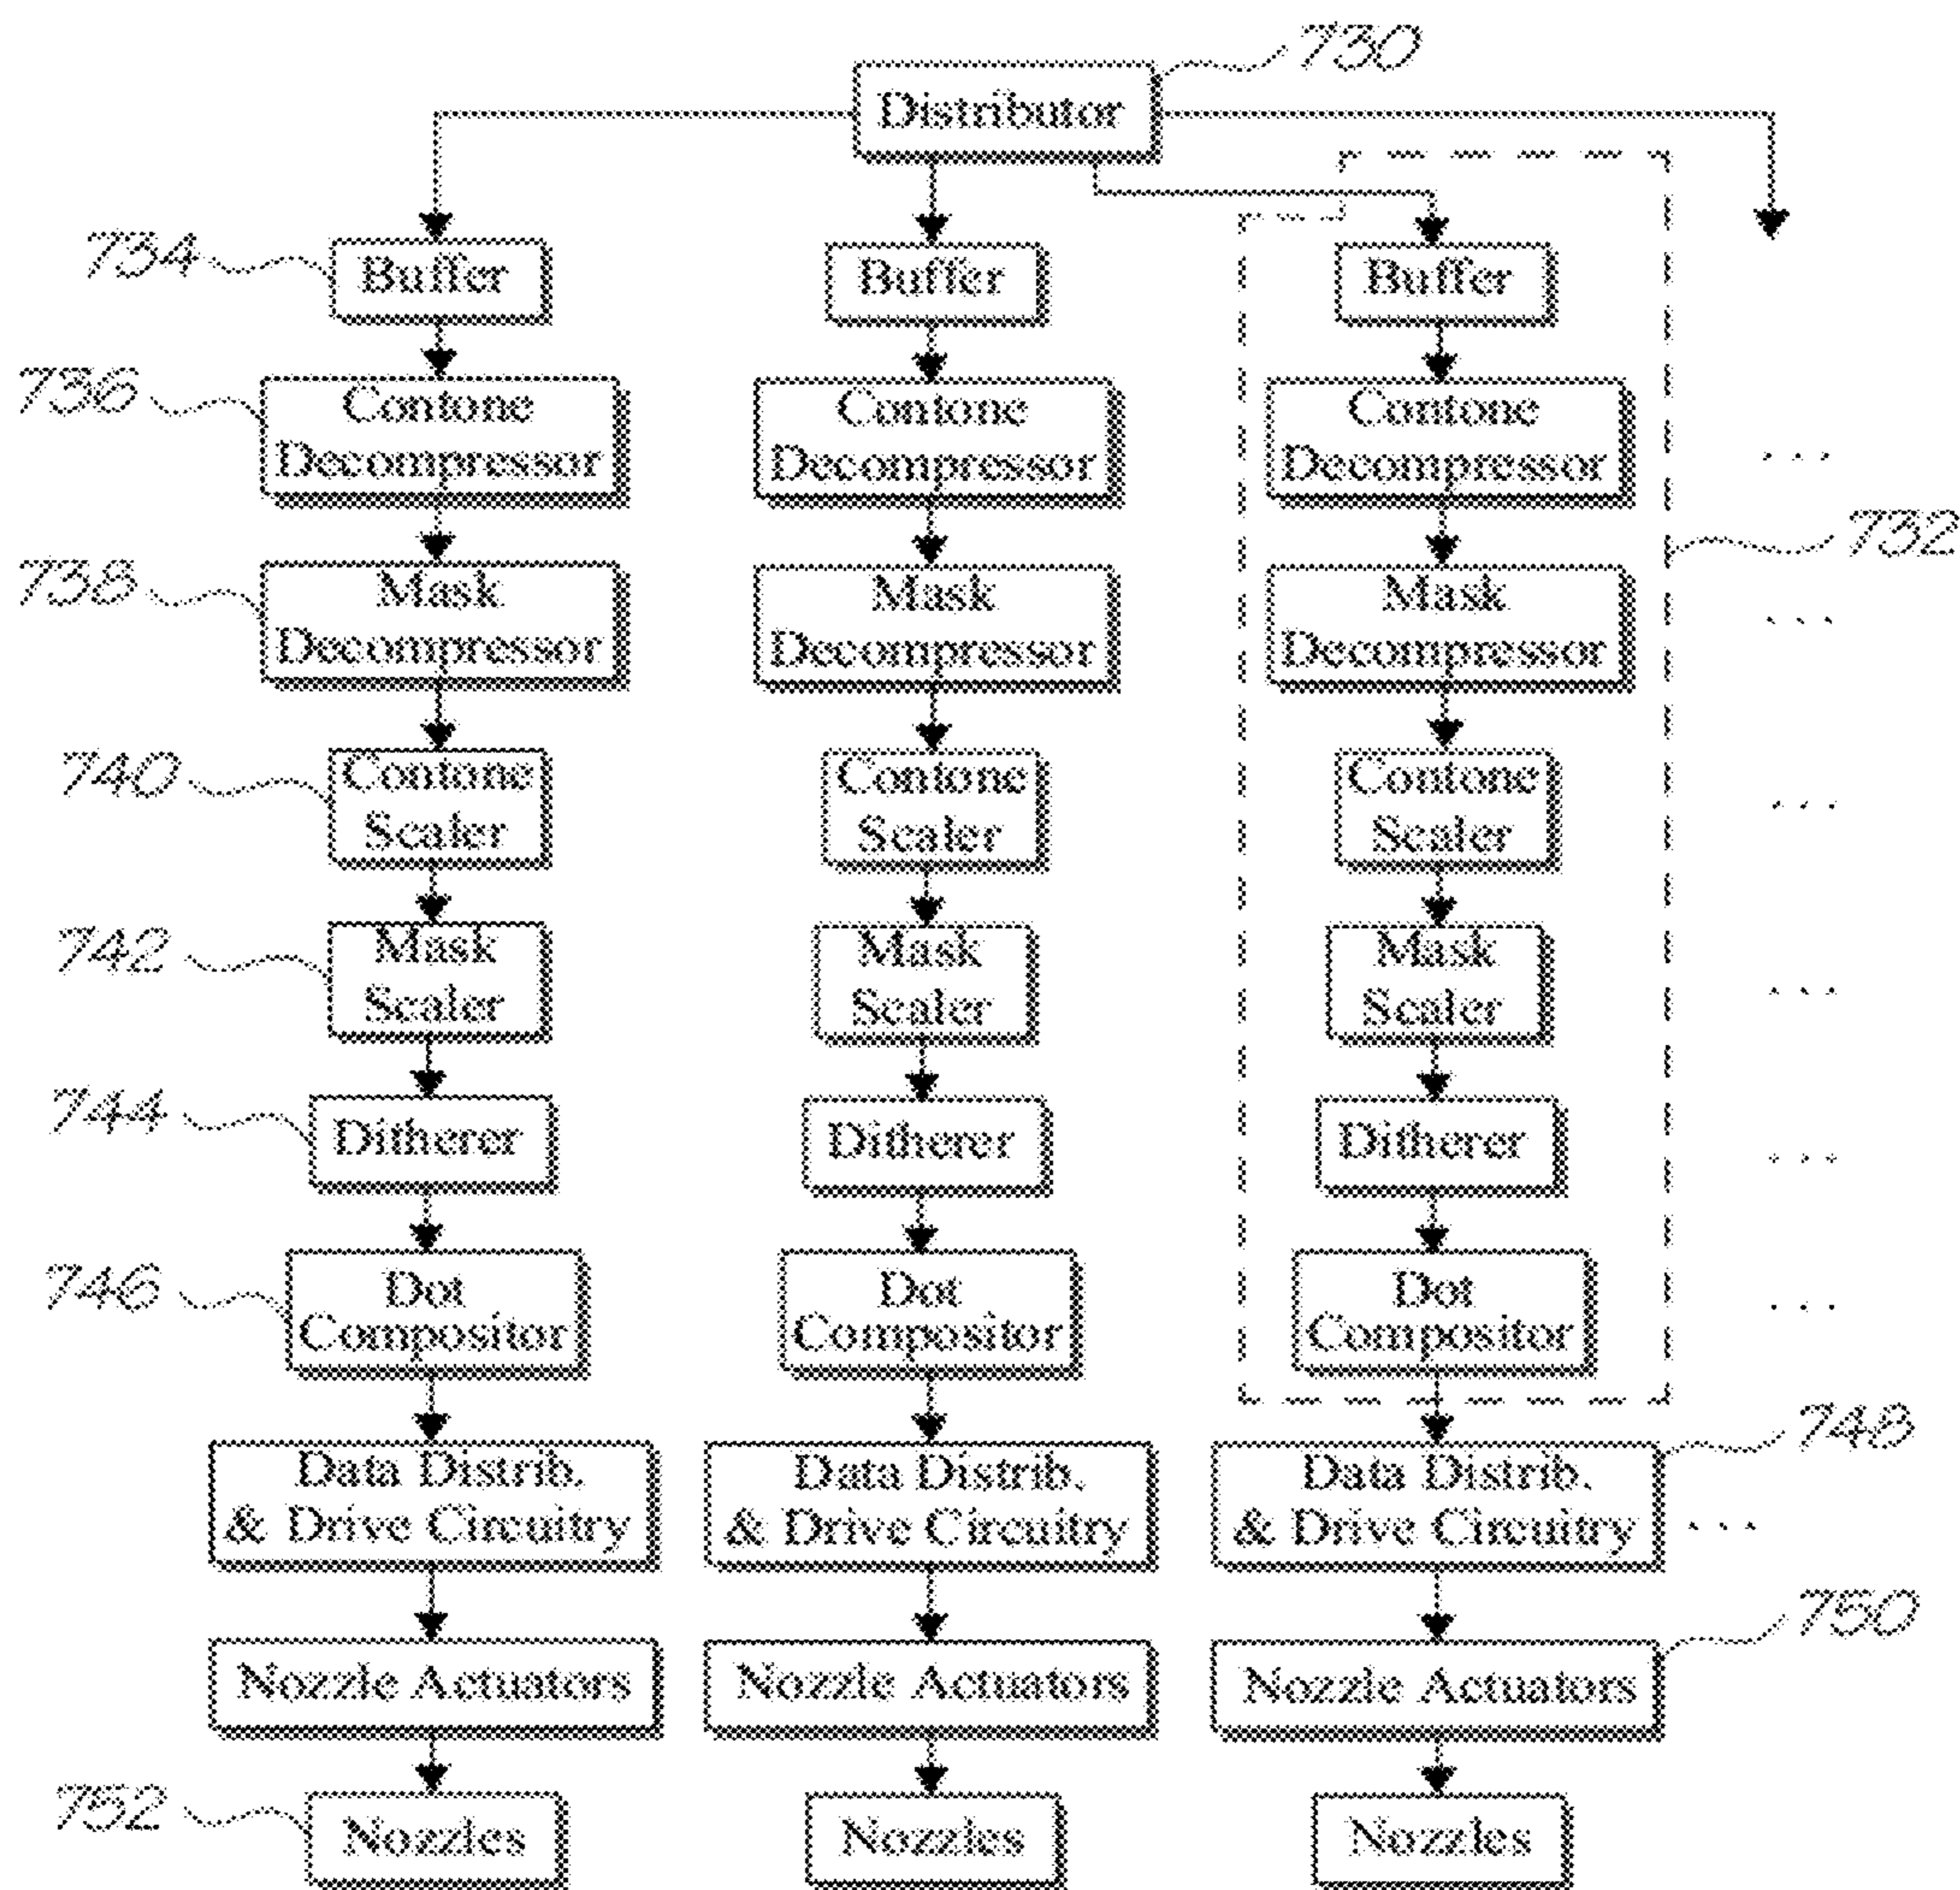 730
Distributor
734
Buffer
Buffer
Buffer
736
Contone
Decompressor
Contone
Decompressor
Contone
Decompressor
...
732
738
Mask
Decompressor
Mask
Decompressor
Mask
Decompressor
...
740
Contone
Scaler
Contone
Scaler
Contone
Scaler
...
742
Mask
Scaler
Mask
Scaler
Mask
Scaler
...
744
Ditherer
Ditherer
Ditherer
...
746
Dot
Compositor
Dot
Compositor
Dot
Compositor
...
748
Data Distrib.
& Drive Circuitry
Data Distrib.
& Drive Circuitry
Data Distrib.
& Drive Circuitry
...
750
Nozzle Actuators
Nozzle Actuators
Nozzle Actuators
752
Nozzles
Nozzles
Nozzles